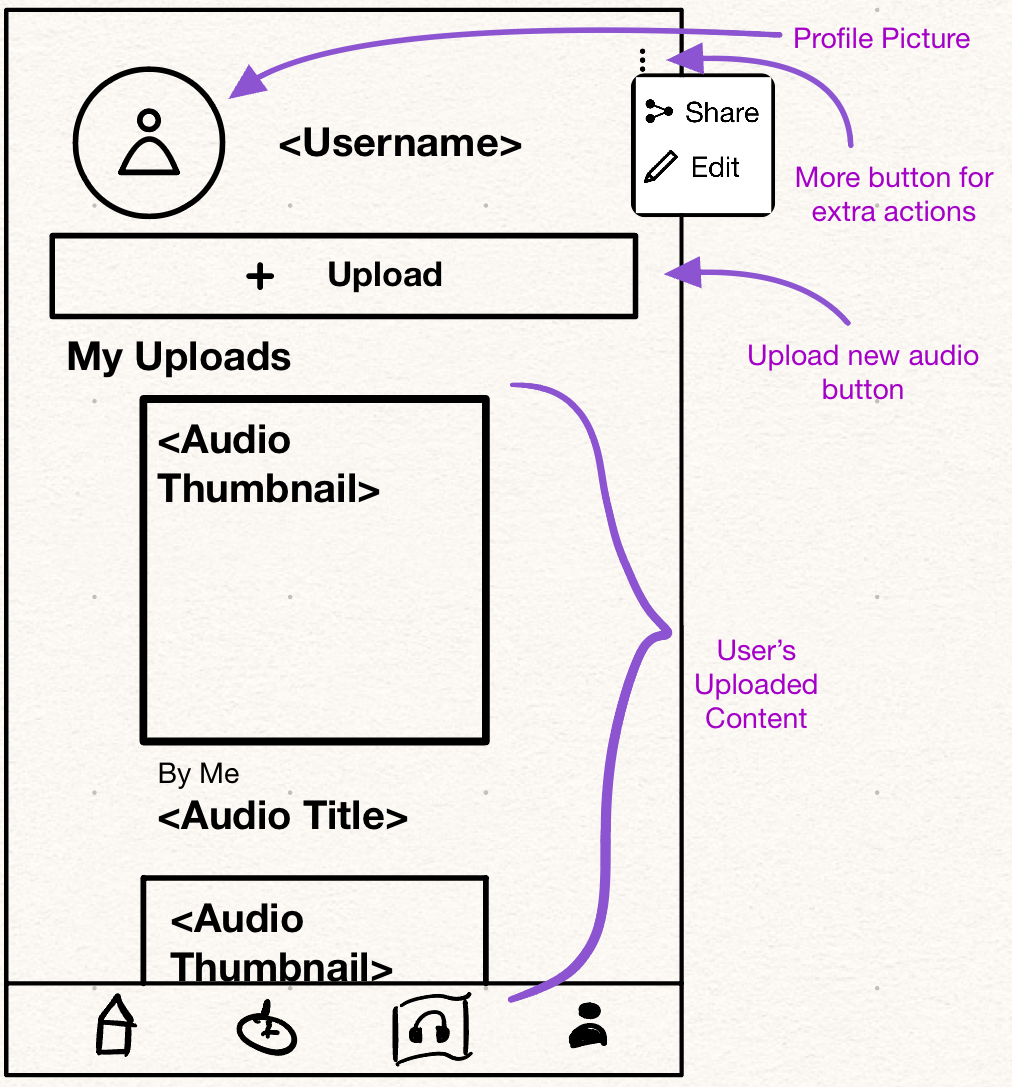 Profile Picture
<Username>
Share
Edit
More button for
extra actions
+ Upload
Upload new audio
button
My Uploads
<Audio
Thumbnail>
User's
Uploaded
Content
By Me
<Audio Title>
<Audio
Thumbnail>